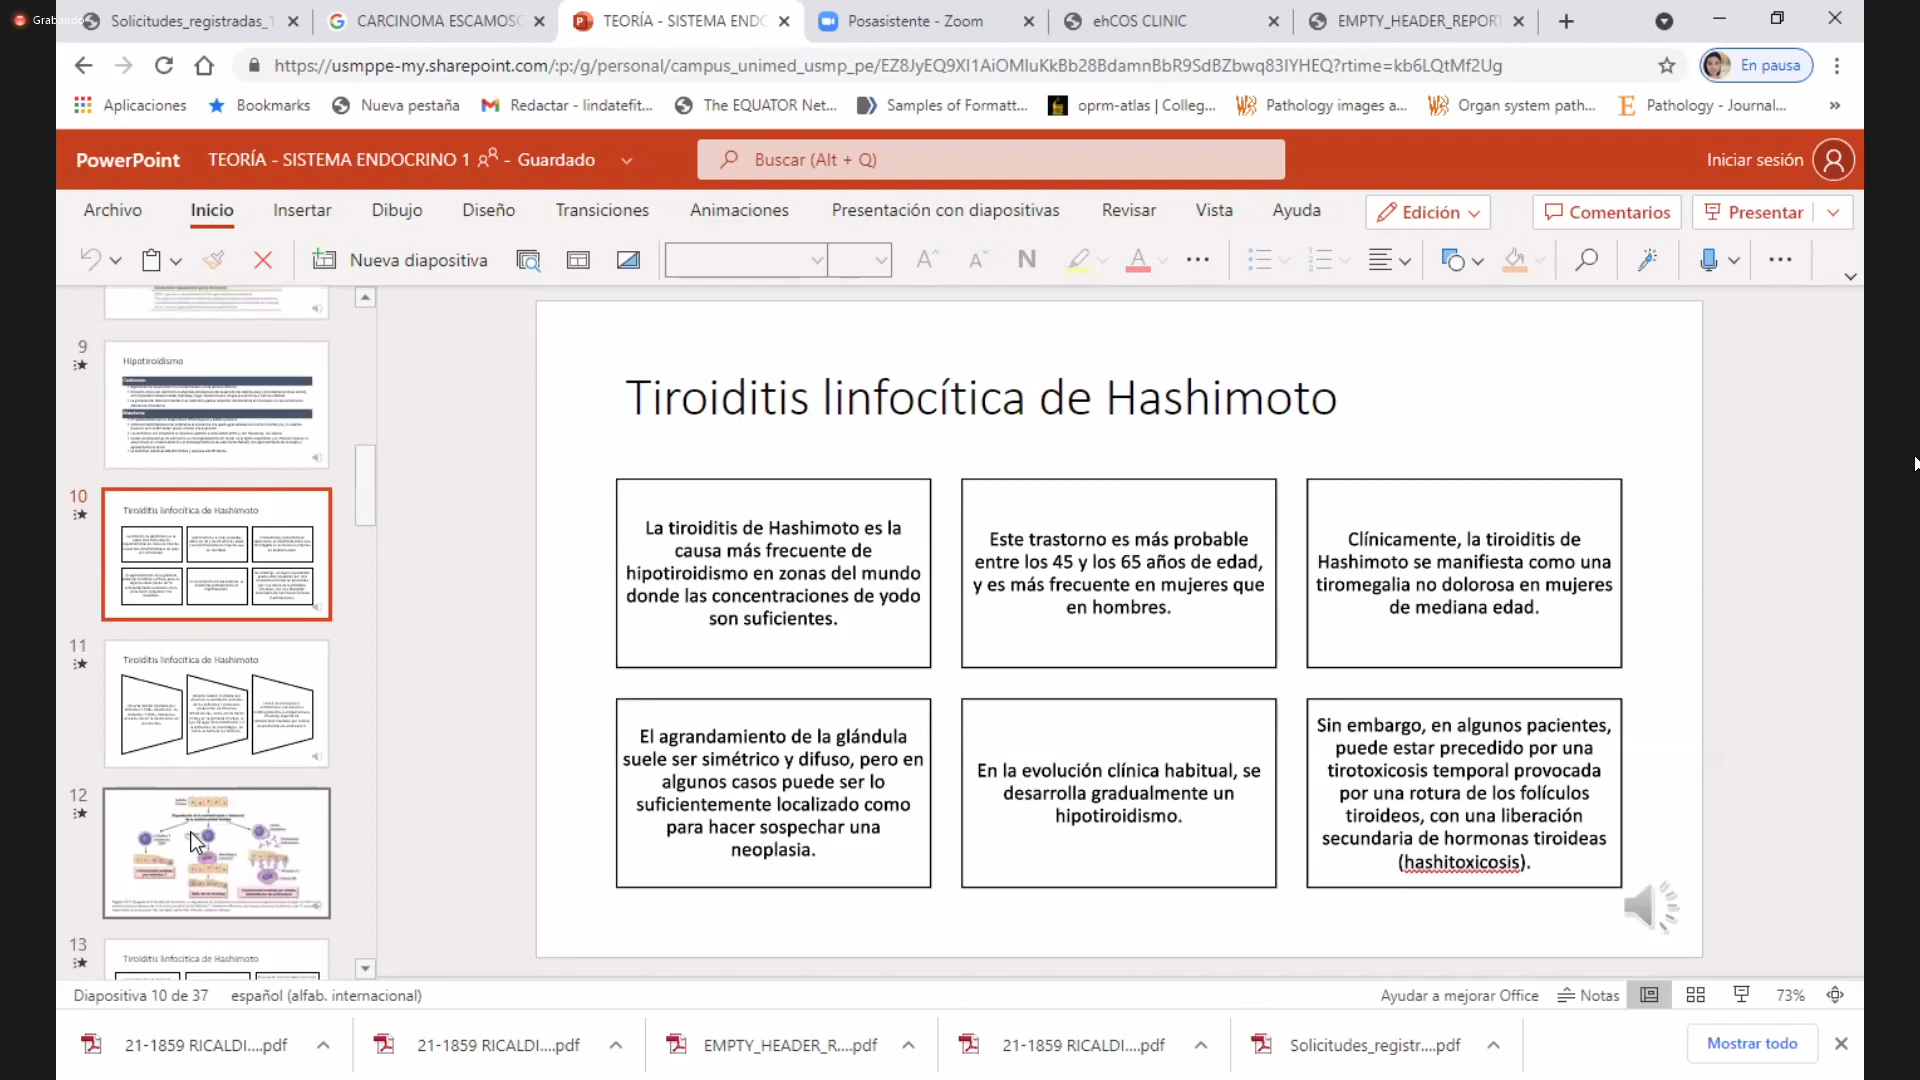 Grabando
Solicitudes_registradas_1
CARCINOMA ESCAMOSO
TEORÍA - SISTEMA ENDO
Posasistente - Zoom
ehCOS CLINIC
EMPTY_HEADER_REPORT
https://usmppe-my.sharepoint.com/:p:/g/personal/campus_unimed_usmp_pe/EZ8JyEQ9XI1AiOMIuKkBb28BdamnBbR9SdBZbwq83IYHEQ?rtime=kb6LQtMf2Ug
En pausa
Aplicaciones
Bookmarks
Nueva pestaña
Redactar - lindatefit...
The EQUATOR Net...
Samples of Formatt...
oprm-atlas | Colleg...
Pathology images a...
Organ system path...
Pathology - Journal...
PowerPoint
TEORÍA - SISTEMA ENDOCRINO 1 - Guardado
Buscar (Alt + Q)
Iniciar sesión
Archivo
Inicio
Insertar
Dibujo
Diseño
Transiciones
Animaciones
Presentación con diapositivas
Revisar
Vista
Ayuda
Edición
Comentarios
Presentar
Nueva diapositiva
9
Hipotiroidismo
10
Tiroiditis linfocítica de Hashimoto
11
Tiroiditis linfocítica de Hashimoto
12
13
Tiroiditis linfocítica de Hashimoto
Tiroiditis linfocítica de Hashimoto
La tiroiditis de Hashimoto es la
causa más frecuente de
hipotiroidismo en zonas del mundo
donde las concentraciones de yodo
son suficientes.
Este trastorno es más probable
entre los 45 y los 65 años de edad,
y es más frecuente en mujeres que
en hombres.
Clínicamente, la tiroiditis de
Hashimoto se manifiesta como una
tiromegalia no dolorosa en mujeres
de mediana edad.
El agrandamiento de la glándula
suele ser simétrico y difuso, pero en
algunos casos puede ser lo
suficientemente localizado como
para hacer sospechar una
neoplasia.
En la evolución clínica habitual, se
desarrolla gradualmente un
hipotiroidismo.
Sin embargo, en algunos pacientes,
puede estar precedido por una
tirotoxicosis temporal provocada
por una rotura de los folículos
tiroideos, con una liberación
secundaria de hormonas tiroideas
(hashitoxicosis).
Diapositiva 10 de 37
español (alfab. internacional)
Ayudar a mejorar Office
Notas
73%
21-1859 RICALDI....pdf
21-1859 RICALDI....pdf
EMPTY_HEADER_R....pdf
21-1859 RICALDI....pdf
Solicitudes_registr....pdf
Mostrar todo